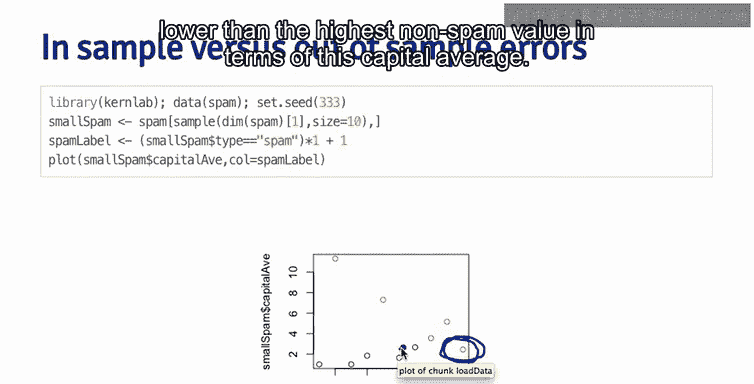 lower than the highest non-spam value in
terms of this capital average.
In sample versus out of sample errors
library(kernlab); data(spam); set.seed(333)
smallSpam <- spam[sample(dim(spam)[1],size=10),]
spamLabel <- (smallSpam$type=="spam")*1 + 1
plot(smallSpam$capitalAve,col=spamLabel)
smallSpam$capitalAve
10
8
6
4
2
plot of chunk loadData